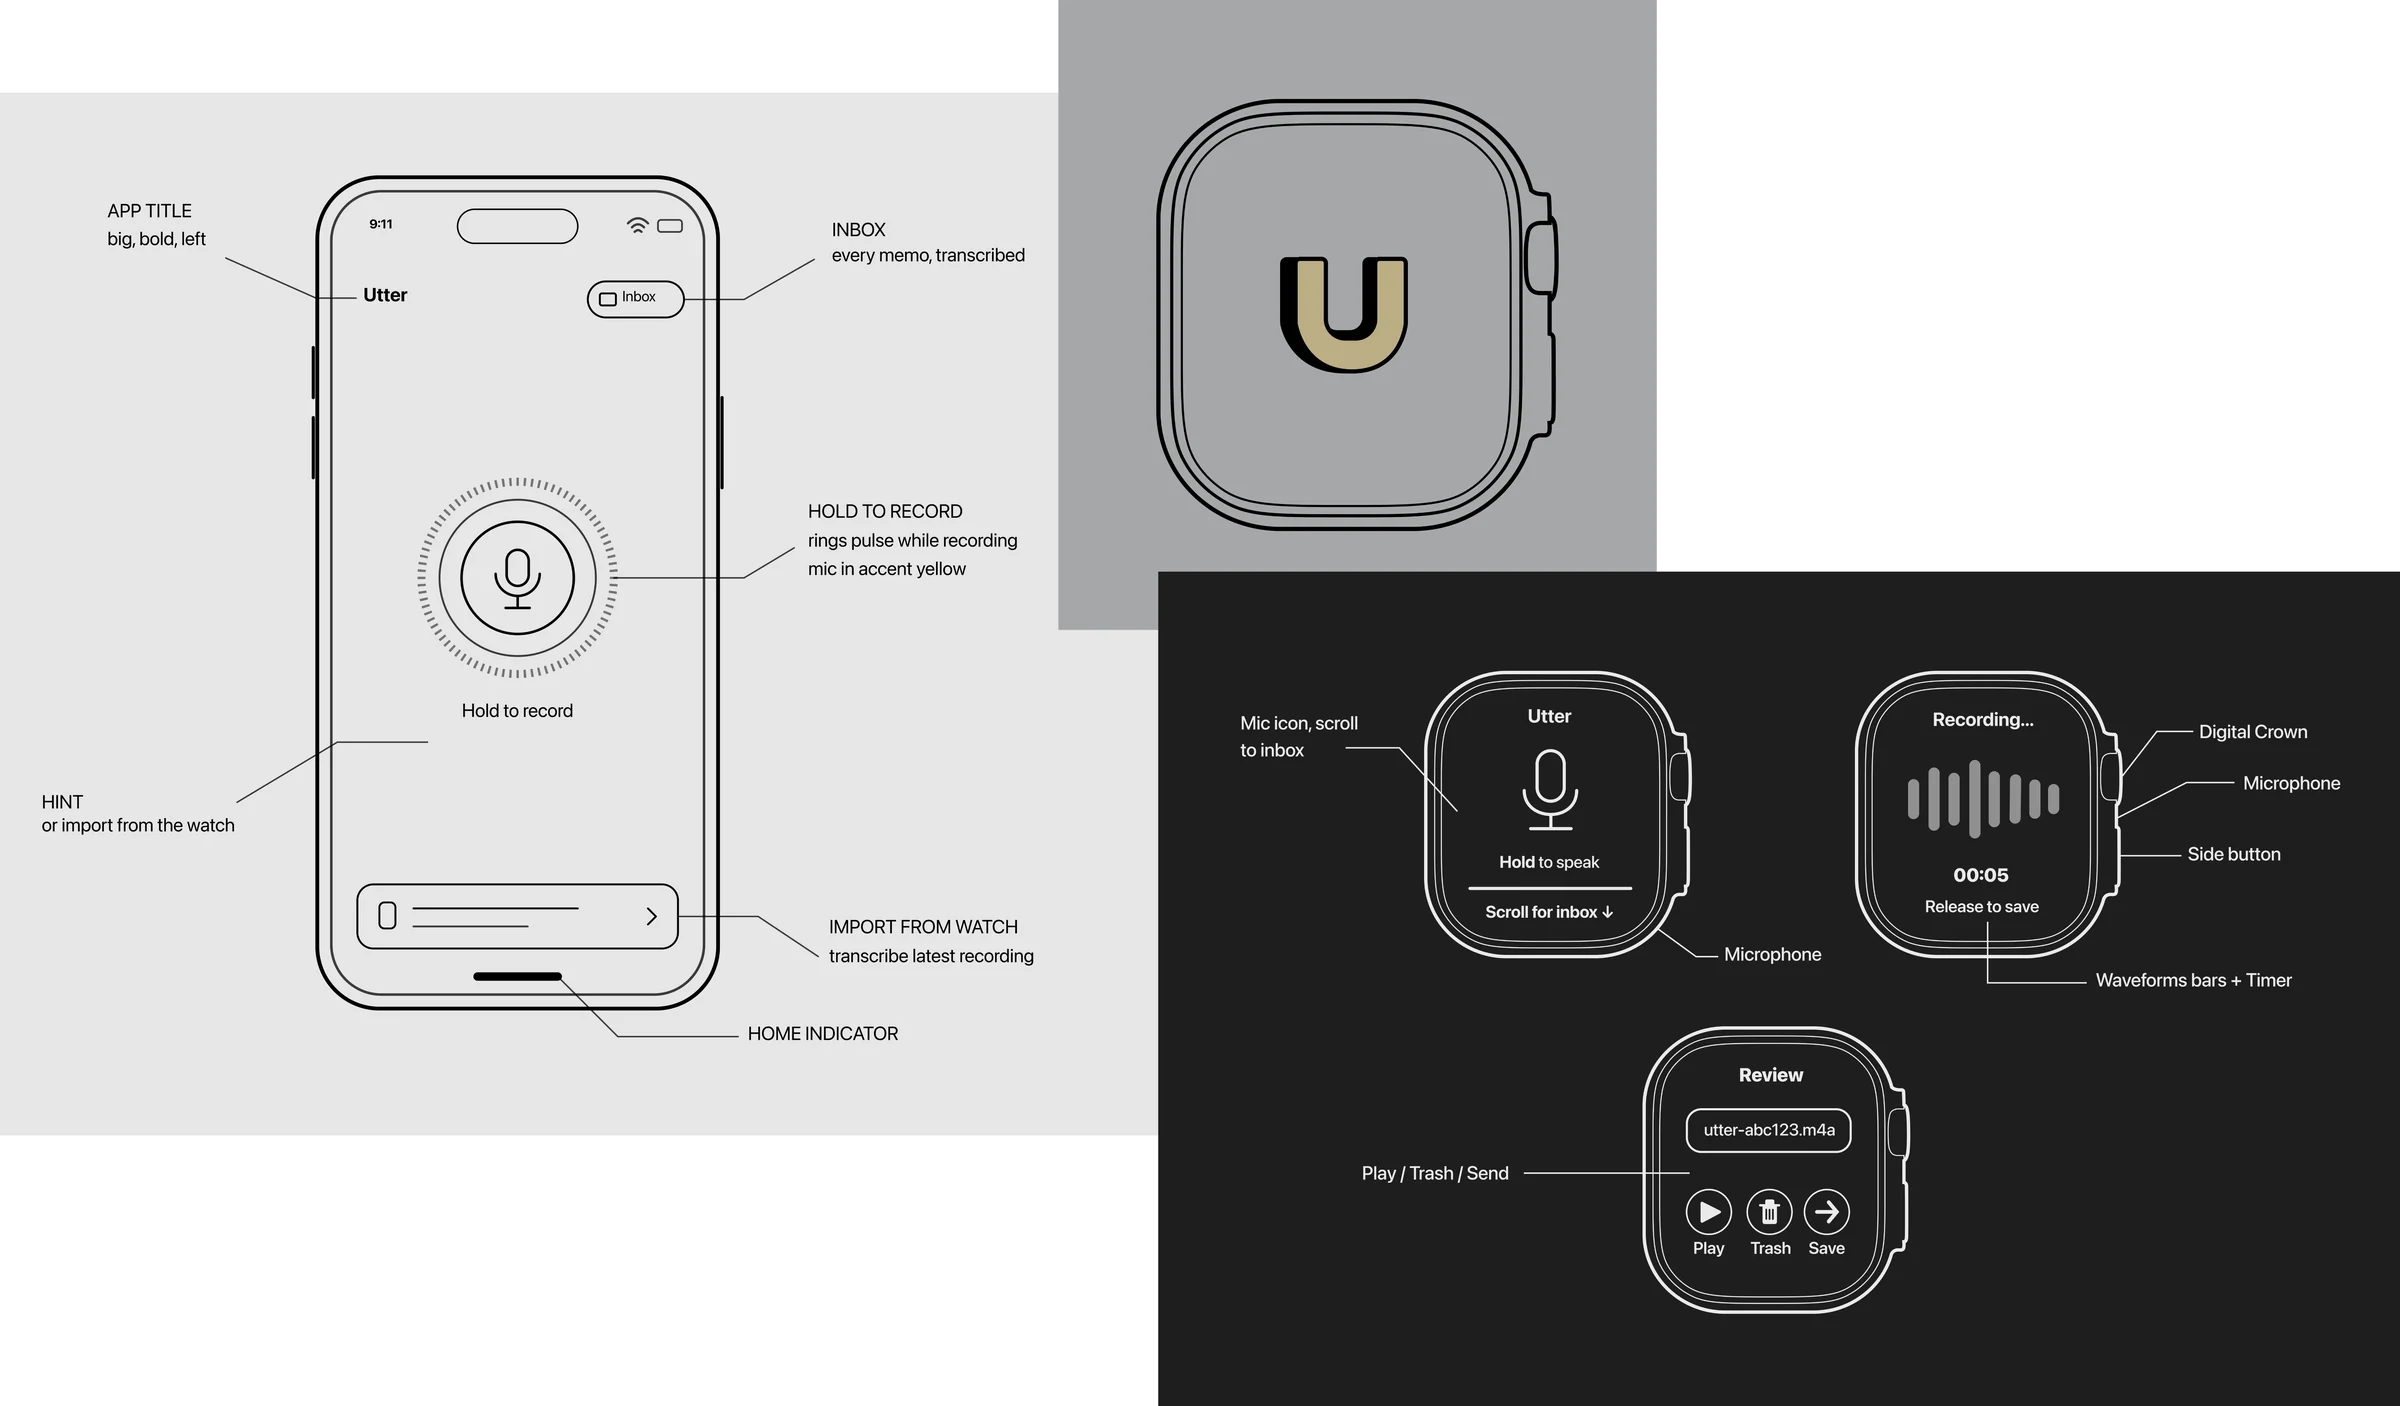 APP TITLE
big, bold, left
9:11
Utter
Inbox
INBOX
every memo, transcribed
HOLD TO RECORD
rings pulse while recording
mic in accent yellow
Hold to record
HINT
or import from the watch
IMPORT FROM WATCH
transcribe latest recording
HOME INDICATOR
U
Mic icon, scroll
to inbox
Utter
Hold to speak
Scroll for inbox ↓
Microphone
Recording...
00:05
Release to save
Digital Crown
Microphone
Side button
Waveforms bars + Timer
Review
utter-abc123.m4a
Play / Trash / Send
Play
Trash
Save